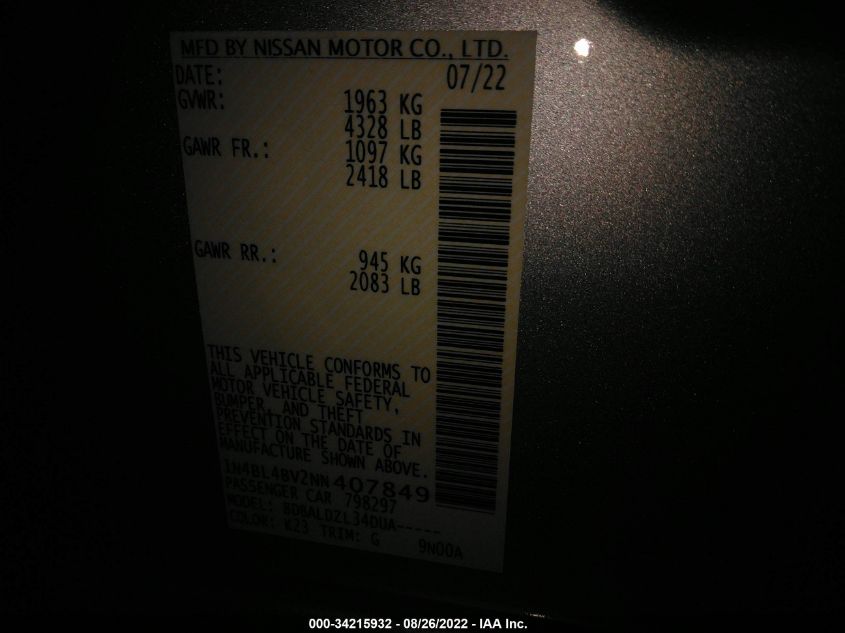 MFD BY NISSAN MOTOR CO., LTD.
DATE: 07/22
GVWR: 1963 KG
4328 LB
GAWR FR.: 1097 KG
2418 LB
GAWR RR.: 945 KG
2083 LB
THIS VEHICLE CONFORMS TO
ALL APPLICABLE FEDERAL
MOTOR VEHICLE SAFETY,
BUMPER, AND THEFT
PREVENTION STANDARDS IN
EFFECT ON THE DATE OF
MANUFACTURE SHOWN ABOVE.
1N4BL4BV2NN407849
PASSENGER CAR 798297
MODEL: BDBALDZL34DUA-----
COLOR: K23 TRIM: G 9N00A
000-34215932 - 08/26/2022 - IAA Inc.